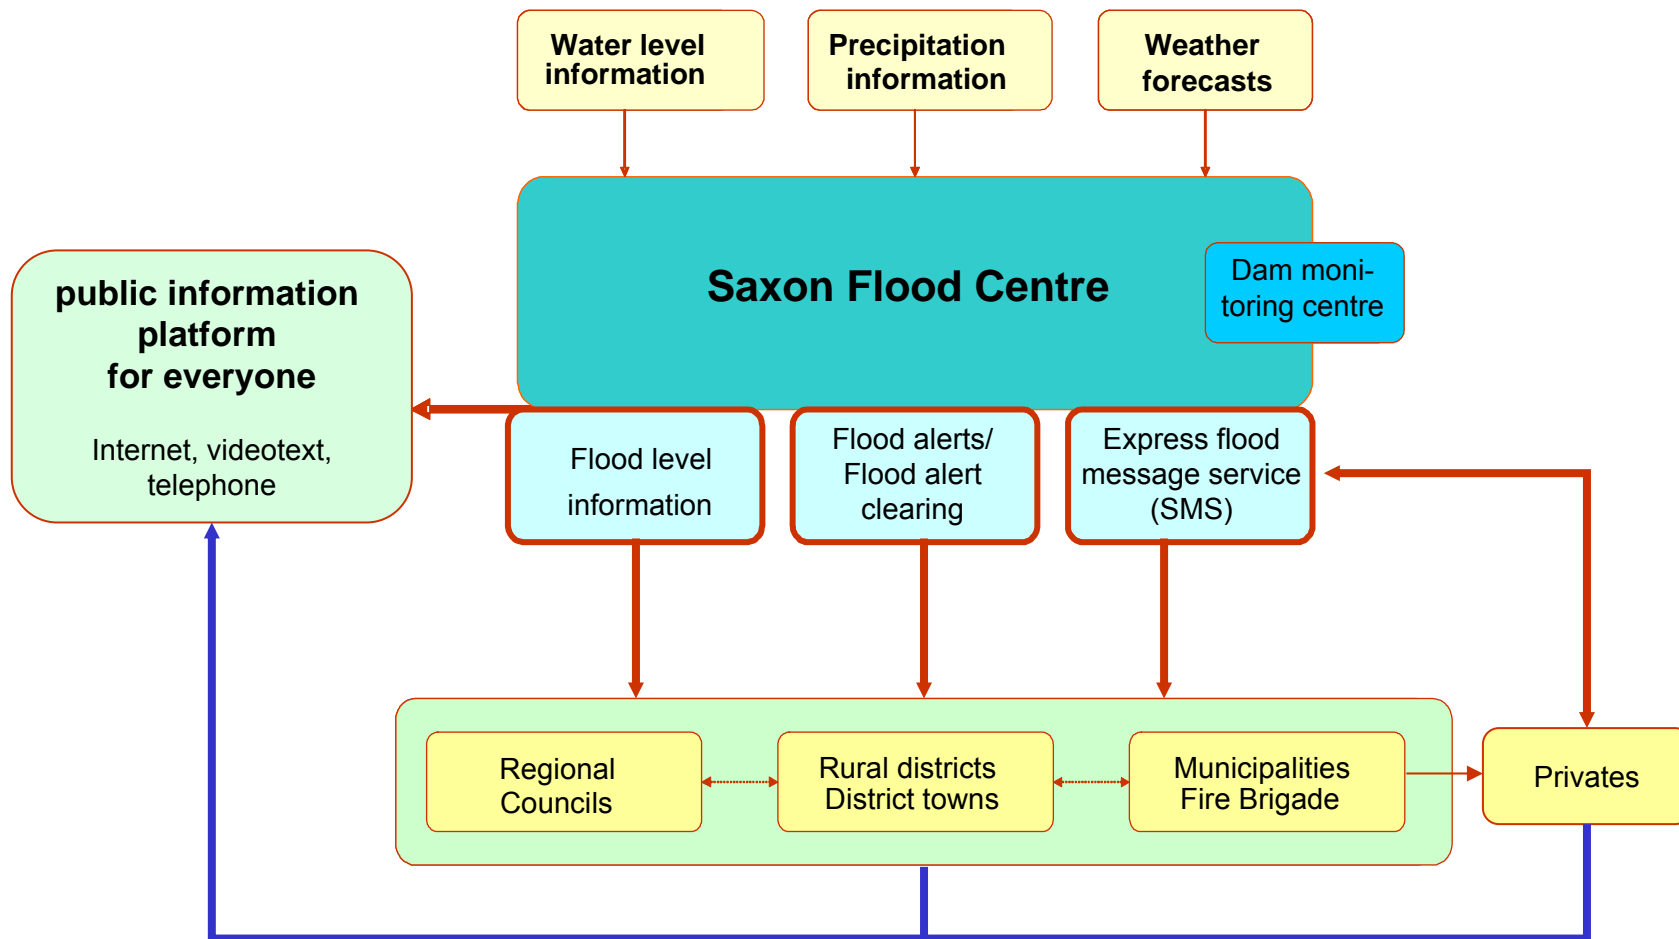 Water level
information
Precipitation
information
Weather
forecasts
Saxon Flood Centre
Dam moni-
toring centre
public information
platform
for everyone
Internet, videotext,
telephone
Flood level
information
Flood alerts/
Flood alert
clearing
Express flood
message service
(SMS)
Regional
Councils
Rural districts
District towns
Municipalities
Fire Brigade
Privates